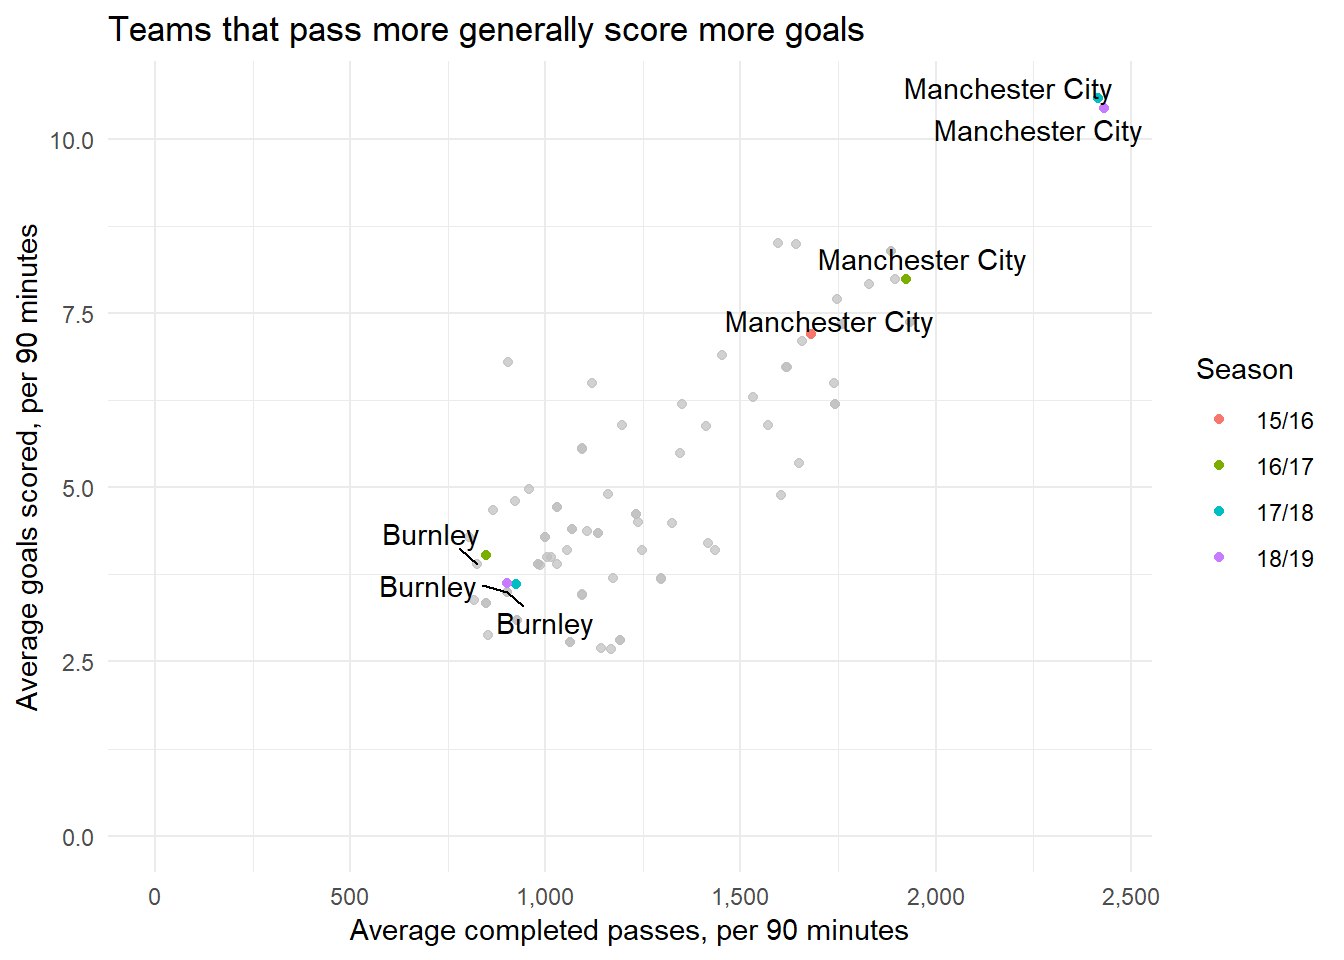 Teams that pass more generally score more goals
Manchester City
Manchester City
Manchester City
Manchester City
Burnley
Burnley
Burnley
10.0
7.5
5.0
2.5
0.0
0
500
1,000
1,500
2,000
2,500
Average goals scored, per 90 minutes
Average completed passes, per 90 minutes
Season
15/16
16/17
17/18
18/19